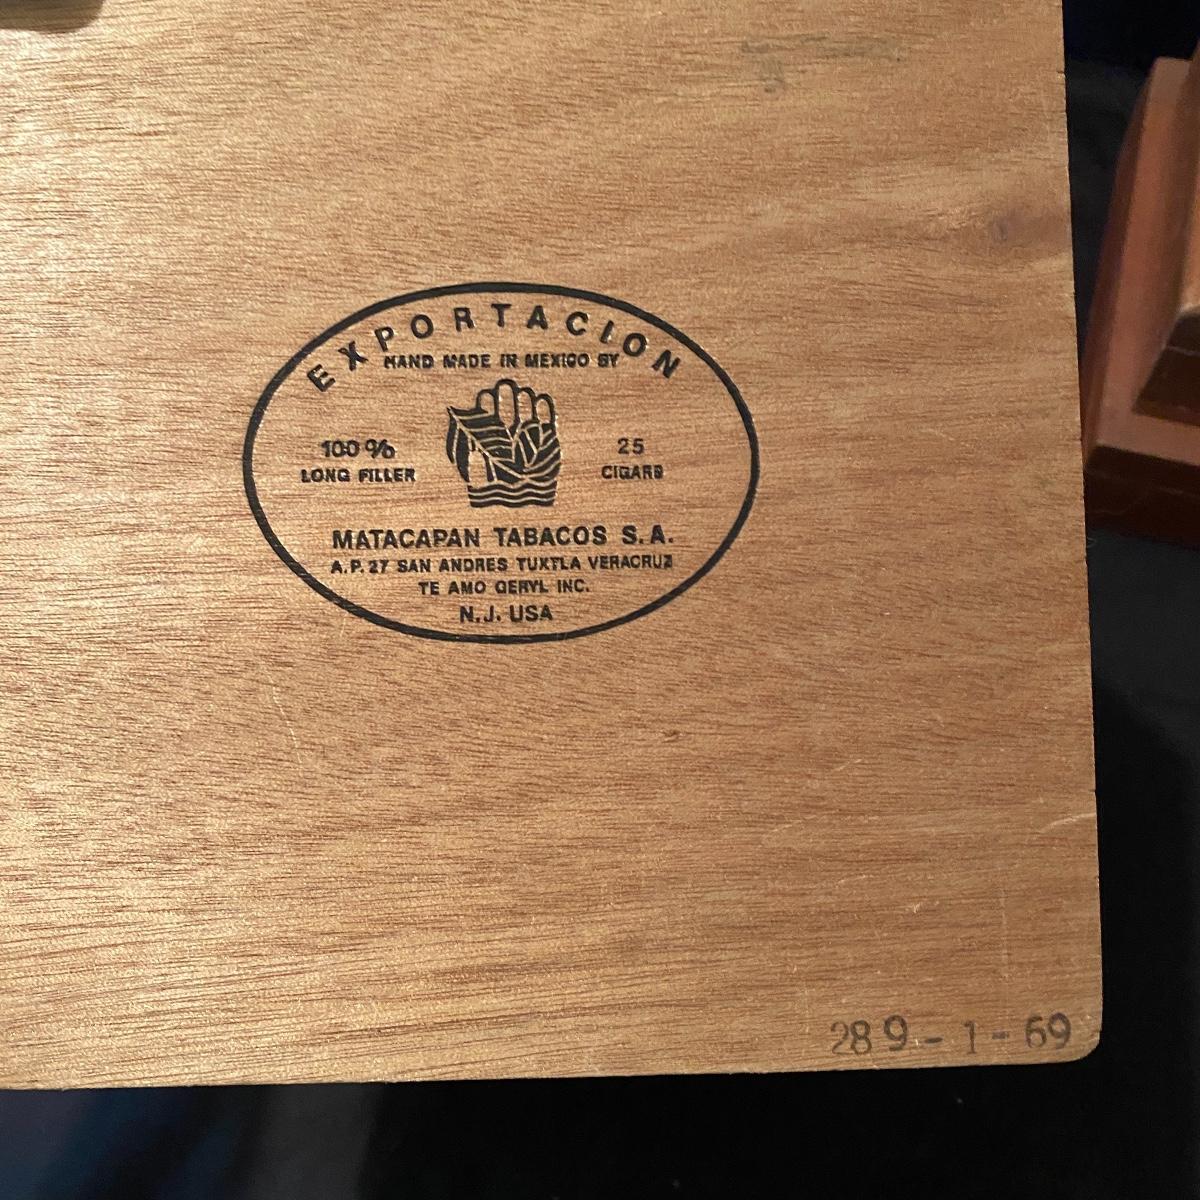 EXPORTACION
HAND MADE IN MEXICO BY
100%
LONG FILLER
25
CIGARS
MATACAPAN TABACOS S.A.
A.P. 27 SAN ANDRES TUXTLA VERACRUZ
TE AMO GERYL INC.
N.J. USA
289-1-69